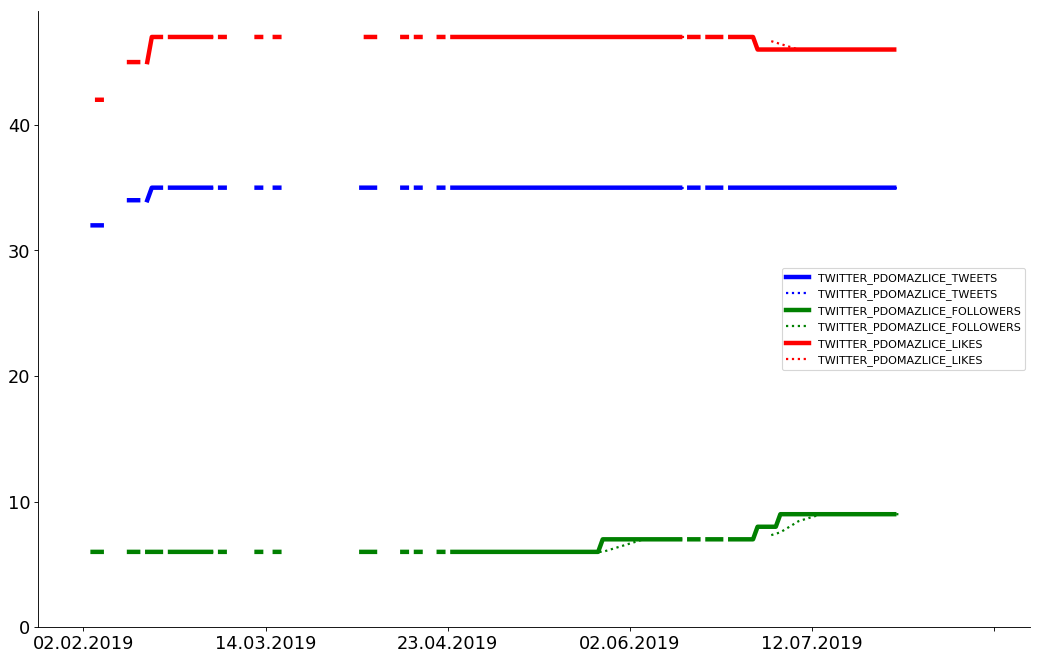 40
30
20
10
0
TWITTER_PDOMAZLICE_TWEETS
TWITTER_PDOMAZLICE_TWEETS
TWITTER_PDOMAZLICE_FOLLOWERS
TWITTER_PDOMAZLICE_FOLLOWERS
TWITTER_PDOMAZLICE_LIKES
TWITTER_PDOMAZLICE_LIKES
02.02.2019 14.03.2019 23.04.2019 02.06.2019 12.07.2019